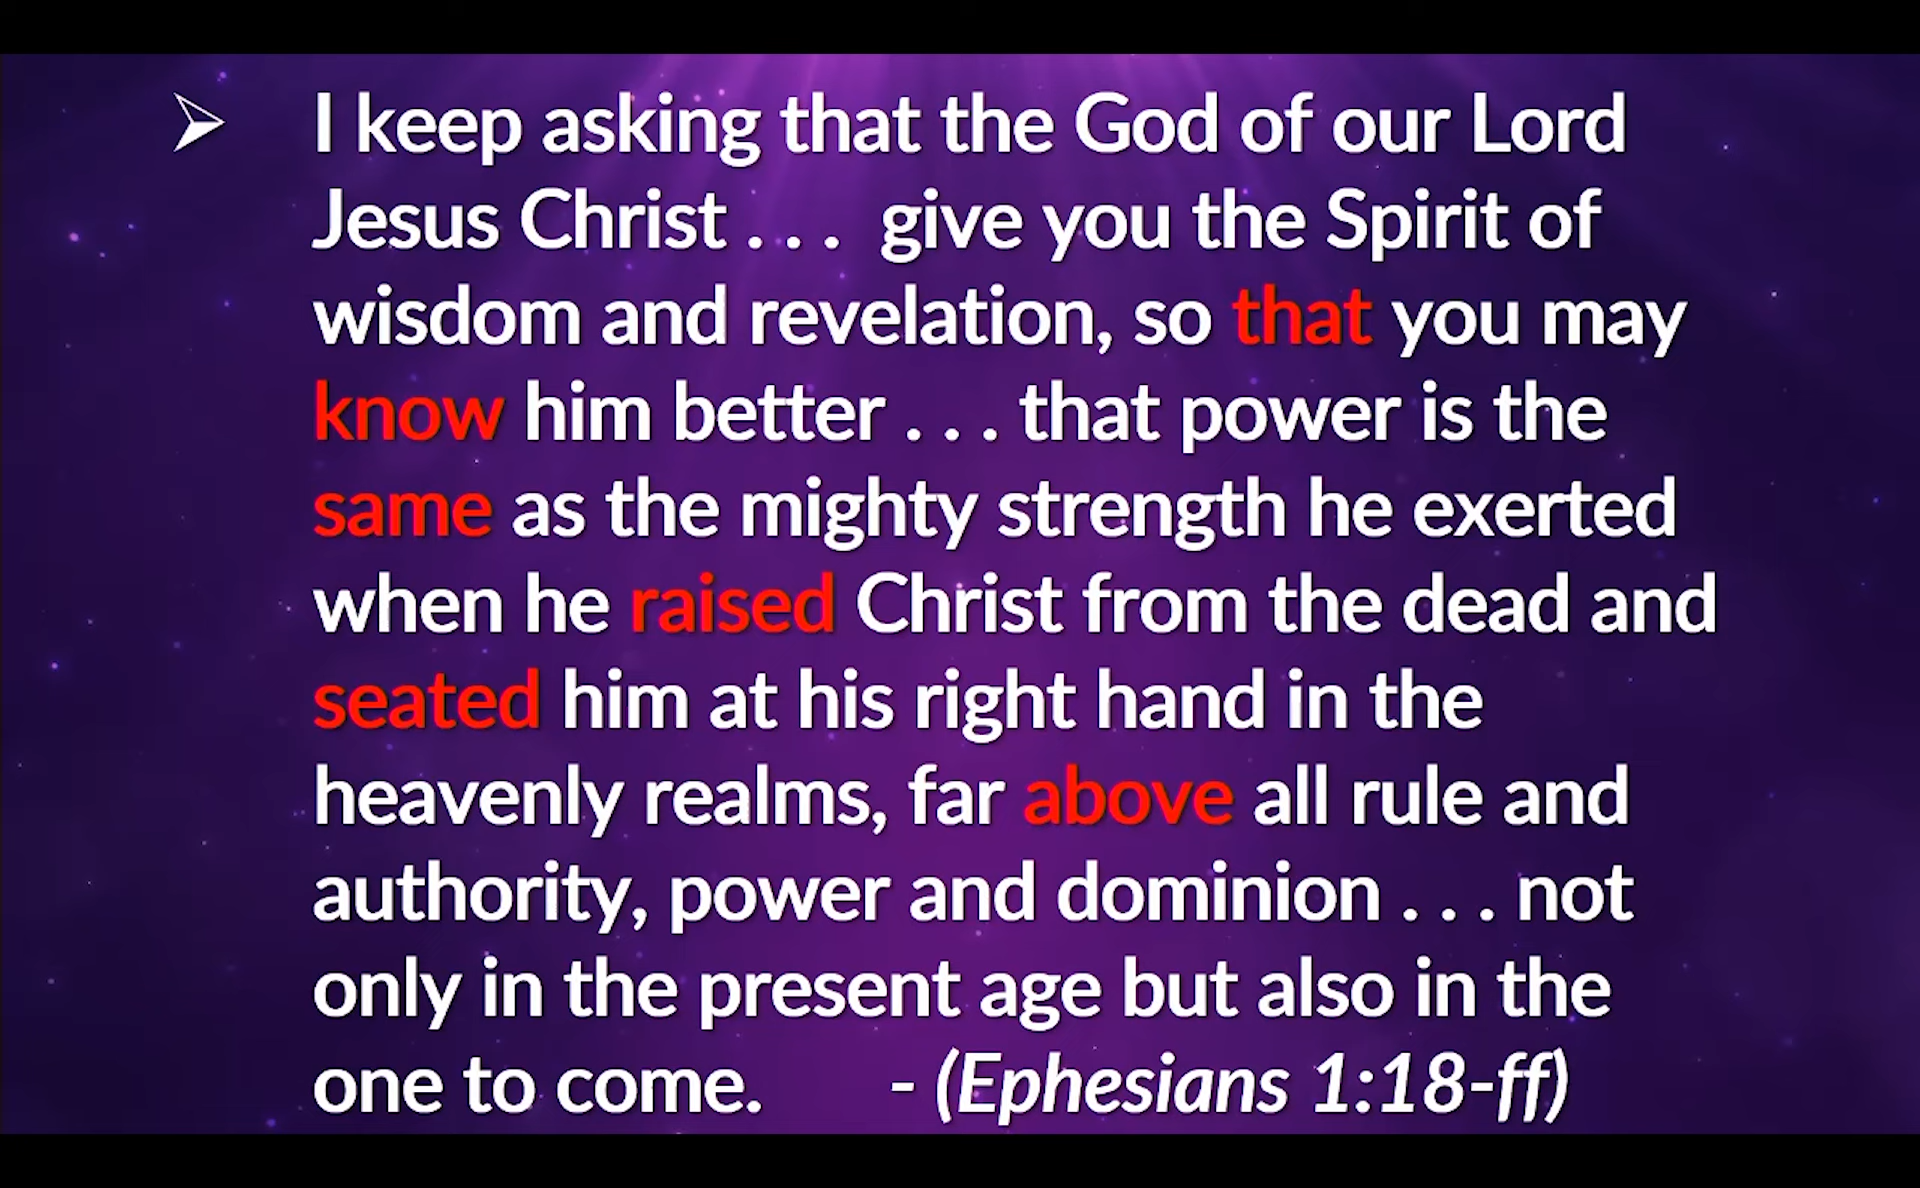 ➢ I keep asking that the God of our Lord
Jesus Christ . . .  give you the Spirit of
wisdom and revelation, so that you may
know him better . . . that power is the
same as the mighty strength he exerted
when he raised Christ from the dead and
seated him at his right hand in the
heavenly realms, far above all rule and
authority, power and dominion . . . not
only in the present age but also in the
one to come. - (Ephesians 1:18-ff)